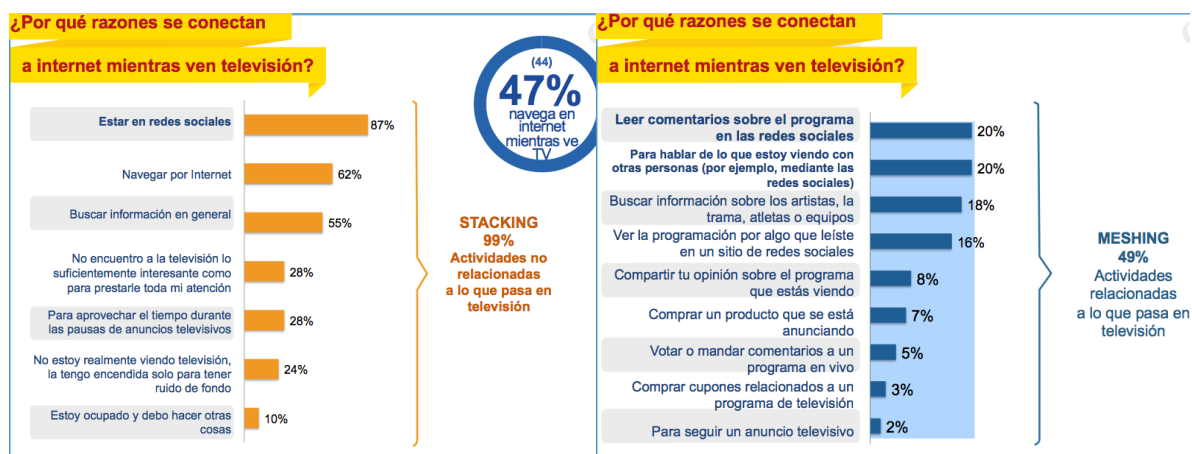 ¿Por qué razones se conectan
a internet mientras ven televisión?
(44)
47%
navega en
internet
mientras ve
TV
Estar en redes sociales
87%
Navegar por Internet
62%
Buscar información en general
55%
No encuentro a la televisión lo
suficientemente interesante como
para prestarle toda mi atención
28%
Para aprovechar el tiempo durante
las pausas de anuncios televisivos
28%
No estoy realmente viendo televisión,
la tengo encendida solo para tener
ruido de fondo
24%
Estoy ocupado y debo hacer otras
cosas
10%
STACKING
99%
Actividades no
relacionadas
a lo que pasa en
televisión
¿Por qué razones se conectan
a internet mientras ven televisión?
Leer comentarios sobre el programa
en las redes sociales
20%
Para hablar de lo que estoy viendo con
otras personas (por ejemplo, mediante las
redes sociales)
20%
Buscar información sobre los artistas, la
trama, atletas o equipos
18%
Ver la programación por algo que leíste
en un sitio de redes sociales
16%
Compartir tu opinión sobre el programa
que estás viendo
8%
Comprar un producto que se está
anunciando
7%
Votar o mandar comentarios a un
programa en vivo
5%
Comprar cupones relacionados a un
programa de televisión
3%
Para seguir un anuncio televisivo
2%
MESHING
49%
Actividades
relacionadas
a lo que pasa en
televisión